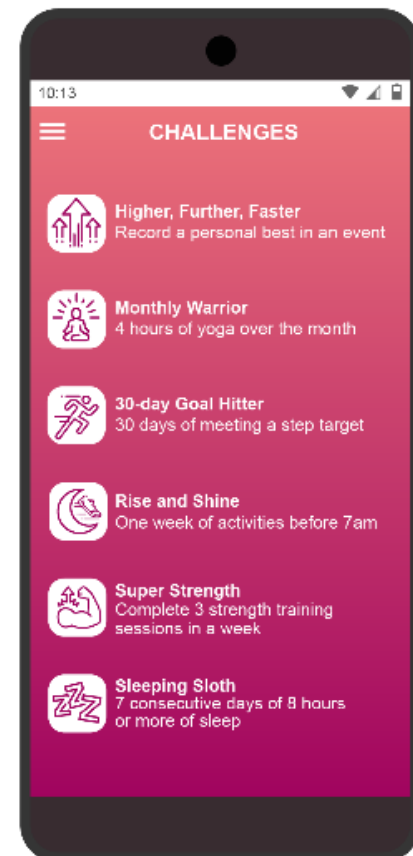 10:13
CHALLENGES
Higher, Further, Faster
Record a personal best in an event
Monthly Warrior
4 hours of yoga over the month
30-day Goal Hitter
30 days of meeting a step target
Rise and Shine
One week of activities before 7am
Super Strength
Complete 3 strength training
sessions in a week
Sleeping Sloth
7 consecutive days of 8 hours
or more of sleep